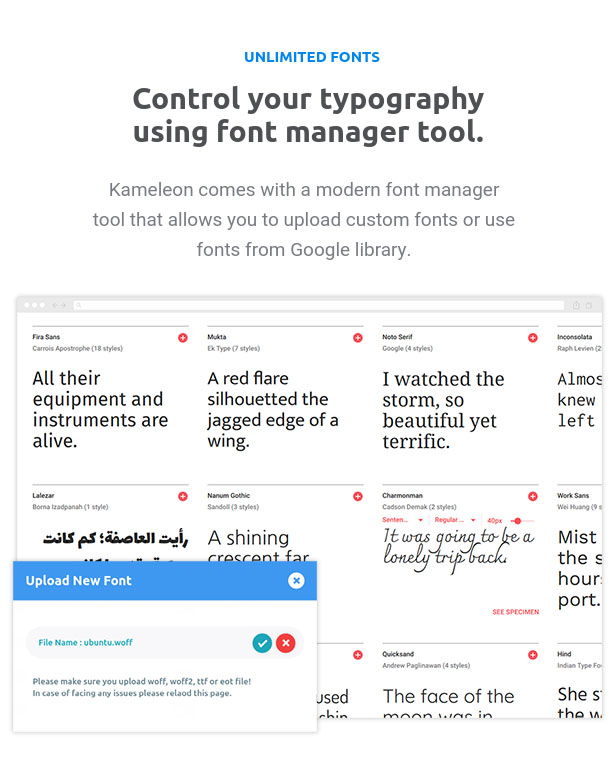 UNLIMITED FONTS
Control your typography
using font manager tool.
Kameleon comes with a modern font manager
tool that allows you to upload custom fonts or use
fonts from Google library.
Fira Sans
Carrois Apostrophe (18 styles)
All their
equipment and
instruments are
alive.
Mukta
Ek Type (7 styles)
A red flare
silhouetted the
jagged edge of a
wing.
Noto Serif
Google (4 styles)
I watched the
storm, so
beautiful yet
terrific.
Inconsolata
Raph Levien (2
Almos
knew
left
Lalezar
Borna Izadpanah (1 style)
رأيت العاصفة؛ كم كانت
Nanum Gothic
Sandoll (3 styles)
A shining
crescent far
Charmonman
Cadson Demak (2 styles)
Senten...
Regular ...
40px
It was going to be a
lonely trip back.
SEE SPECIMEN
Work Sans
Wei Huang (9
Mist
the s
hours
port.
Upload New Font
File Name : ubuntu.woff
Please make sure you upload woff, woff2, ttf or eot file!
In case of facing any issues please relaod this page.
used
Quicksand
Andrew Paglinawan (4 styles)
The face of the
moon was in
Hind
Indian Type Fo
She st
the w